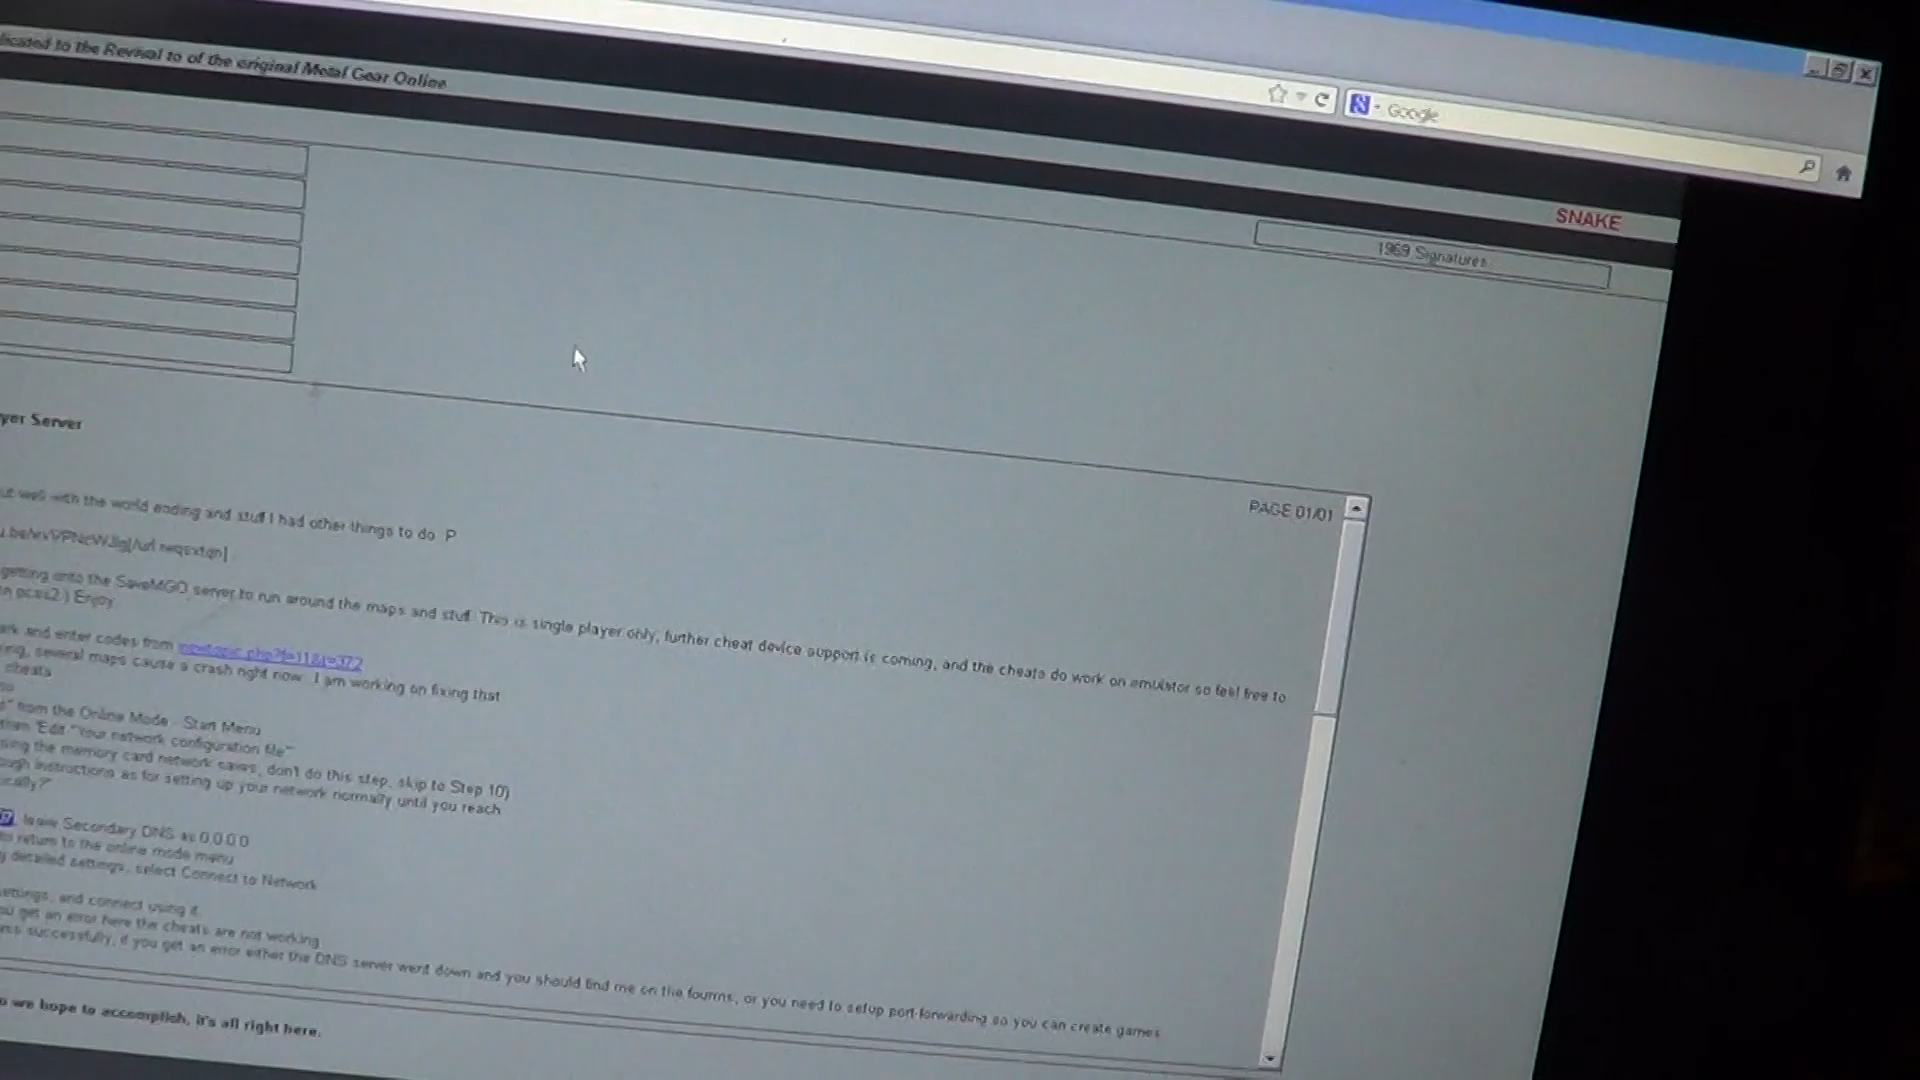 to the Revival to of the original Metal Gear Online
Google
SNAKE
1969 Signatures
yer Server
PAGE 01/01
ut well with the world ending and stuff I had other things to do :P
getting onto the SaveMGO server to run around the maps and stuff. This is single player only, further cheat device support is coming, and the cheats do work on emulator so feel free to
pcsx2.) Enjoy
and enter codes from
several maps cause a crash right now. I am working on fixing that
cheats
from the Online Mode - Start Menu
then "Edit "Your network configuration file""
using the memory card network saves, don't do this step, skip to Step 10)
instructions as for setting up your network normally until you reach
leave Secondary DNS as 0.0.0.0
to return to the online mode menu
detailed settings, select Connect to Network
settings, and connect using it.
ou get an error here the cheats are not working
successfully, if you get an error either the DNS server went down and you should find me on the fourms, or you need to setup port-forwarding so you can create games
we hope to accomplish, it's all right here.